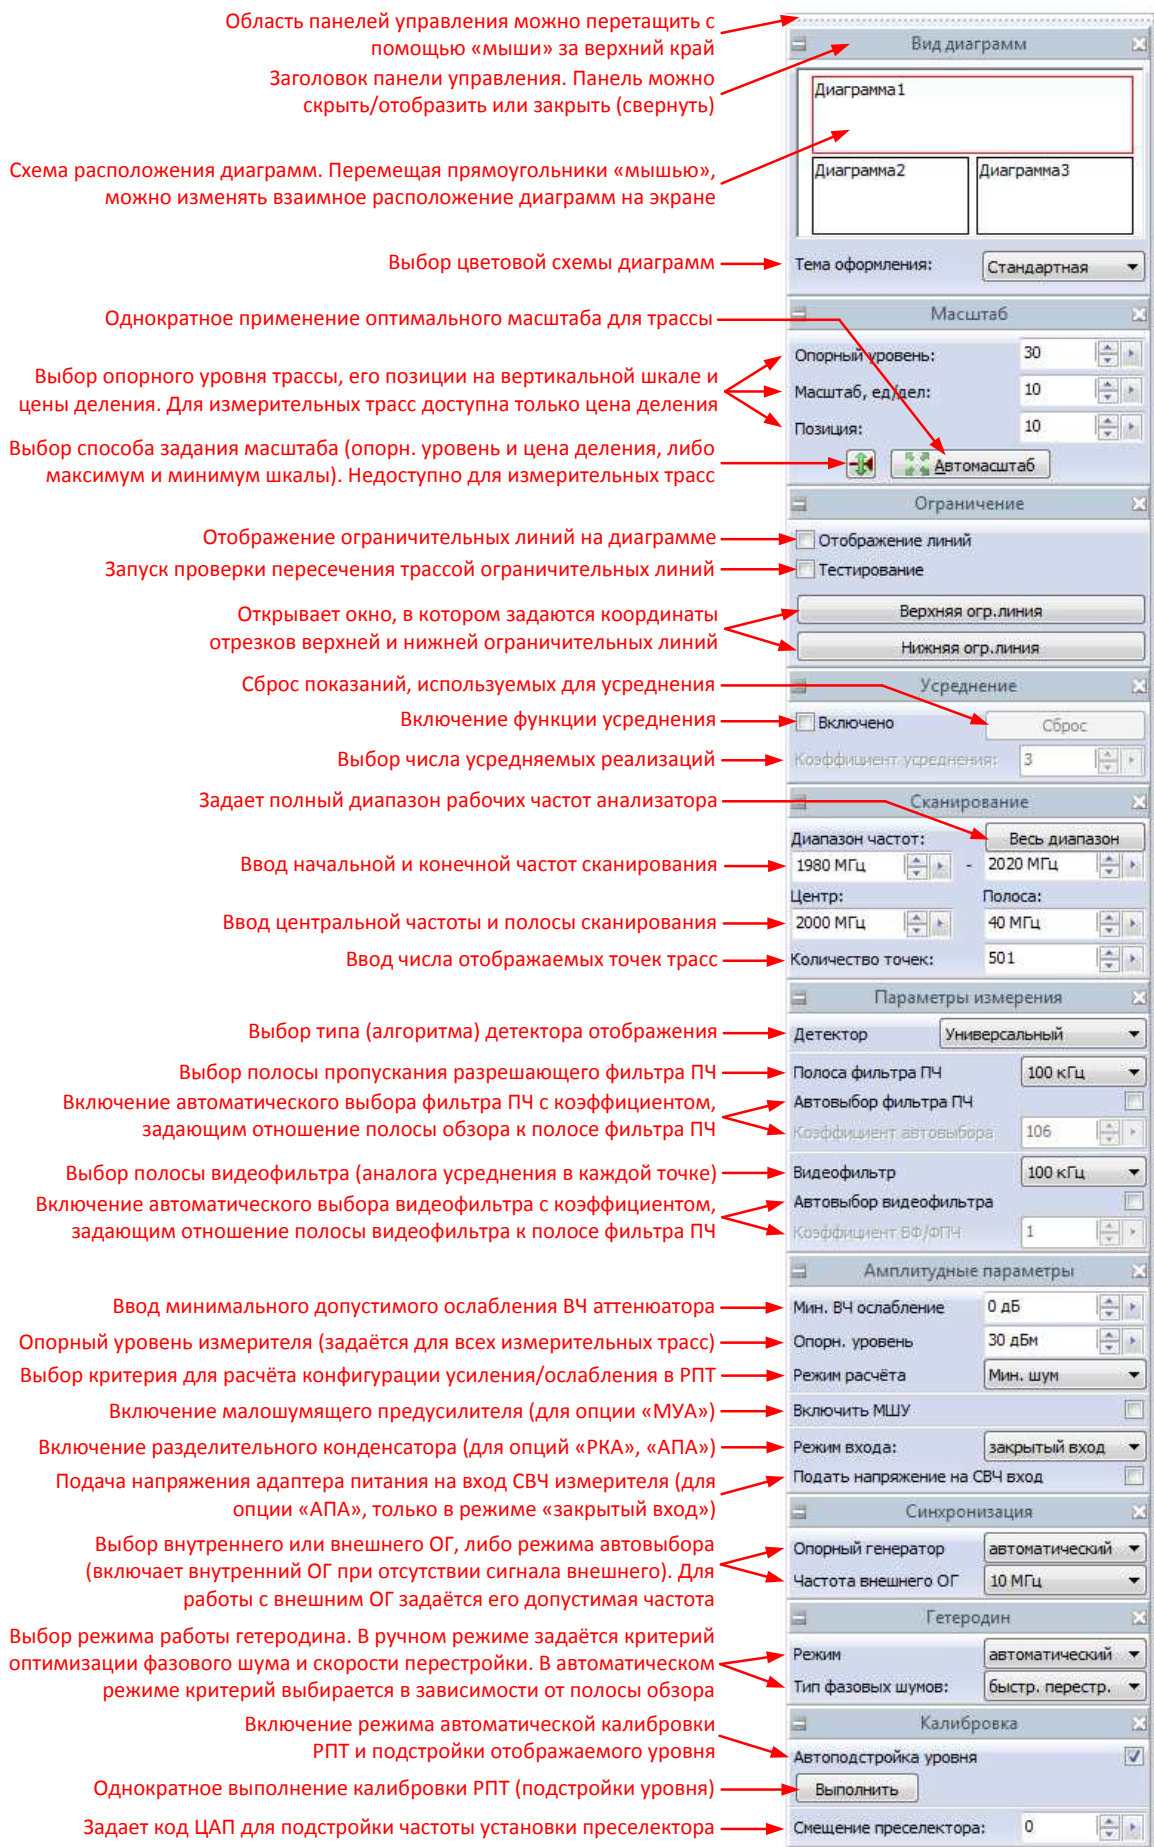 Область панелей управления можно перетащить с
помощью «мыши» за верхний край
Вид диаграмм
Заголовок панели управления. Панель можно
скрыть/отобразить или закрыть (свернуть)
Диаграмма1
Схема расположения диаграмм. Перемещая прямоугольники «мышью»,
можно изменять взаимное расположение диаграмм на экране
Диаграмма2 Диаграмма3
Выбор цветовой схемы диаграмм
Тема оформления: Стандартная
Однократное применение оптимального масштаба для трассы
Масштаб
Опорный уровень: 30
Выбор опорного уровня трассы, его позиции на вертикальной шкале и
цены деления. Для измерительных трасс доступна только цена деления
Масштаб, ед/дел: 10
Позиция: 10
Выбор способа задания масштаба (опорн. уровень и цена деления, либо
максимум и минимум шкалы). Недоступно для измерительных трасс
Автомасштаб
Ограничение
Отображение ограничительных линий на диаграмме
Отображение линий
Запуск проверки пересечения трассой ограничительных линий
Тестирование
Открывает окно, в котором задаются координаты
отрезков верхней и нижней ограничительных линий
Верхняя огр.линия
Нижняя огр.линия
Сброс показаний, используемых для усреднения
Усреднение
Включение функции усреднения
Включено Сброс
Выбор числа усредняемых реализаций
Коэффициент усреднения: 3
Задает полный диапазон рабочих частот анализатора
Сканирование
Диапазон частот: Весь диапазон
Ввод начальной и конечной частот сканирования
1980 МГц - 2020 МГц
Центр: Полоса:
Ввод центральной частоты и полосы сканирования
2000 МГц 40 МГц
Ввод числа отображаемых точек трасс
Количество точек: 501
Параметры измерения
Выбор типа (алгоритма) детектора отображения
Детектор Универсальный
Выбор полосы пропускания разрешающего фильтра ПЧ
Полоса фильтра ПЧ 100 кГц
Включение автоматического выбора фильтра ПЧ с коэффициентом,
задающим отношение полосы обзора к полосе фильтра ПЧ
Автовыбор фильтра ПЧ
Коэффициент автовыбора 106
Выбор полосы видеофильтра (аналога усреднения в каждой точке)
Видеофильтр 100 кГц
Включение автоматического выбора видеофильтра с коэффициентом,
задающим отношение полосы видеофильтра к полосе фильтра ПЧ
Автовыбор видеофильтра
Коэффициент ВФ/ФПЧ 1
Амплитудные параметры
Ввод минимального допустимого ослабления ВЧ аттенюатора
Мин. ВЧ ослабление 0 дБ
Опорный уровень измерителя (задаётся для всех измерительных трасс)
Опорн. уровень 30 дБм
Выбор критерия для расчёта конфигурации усиления/ослабления в РПТ
Режим расчёта Мин. шум
Включение малошумящего предусилителя (для опции «МУА»)
Включить МШУ
Включение разделительного конденсатора (для опций «РКА», «АПА»)
Режим входа: закрытый вход
Подача напряжения адаптера питания на вход СВЧ измерителя (для
опции «АПА», только в режиме «закрытый вход»)
Подать напряжение на СВЧ вход
Синхронизация
Выбор внутреннего или внешнего ОГ, либо режима автовыбора
(включает внутренний ОГ при отсутствии сигнала внешнего). Для
работы с внешним ОГ задаётся его допустимая частота
Опорный генератор автоматический
Частота внешнего ОГ 10 МГц
Гетеродин
Выбор режима работы гетеродина. В ручном режиме задаётся критерий
оптимизации фазового шума и скорости перестройки. В автоматическом
режиме критерий выбирается в зависимости от полосы обзора
Режим автоматический
Тип фазовых шумов: быстр. перестр.
Калибровка
Включение режима автоматической калибровки
РПТ и подстройки отображаемого уровня
Автоподстройка уровня
Однократное выполнение калибровки РПТ (подстройки уровня)
Выполнить
Задает код ЦАП для подстройки частоты установки преселектора
Смещение преселектора: 0